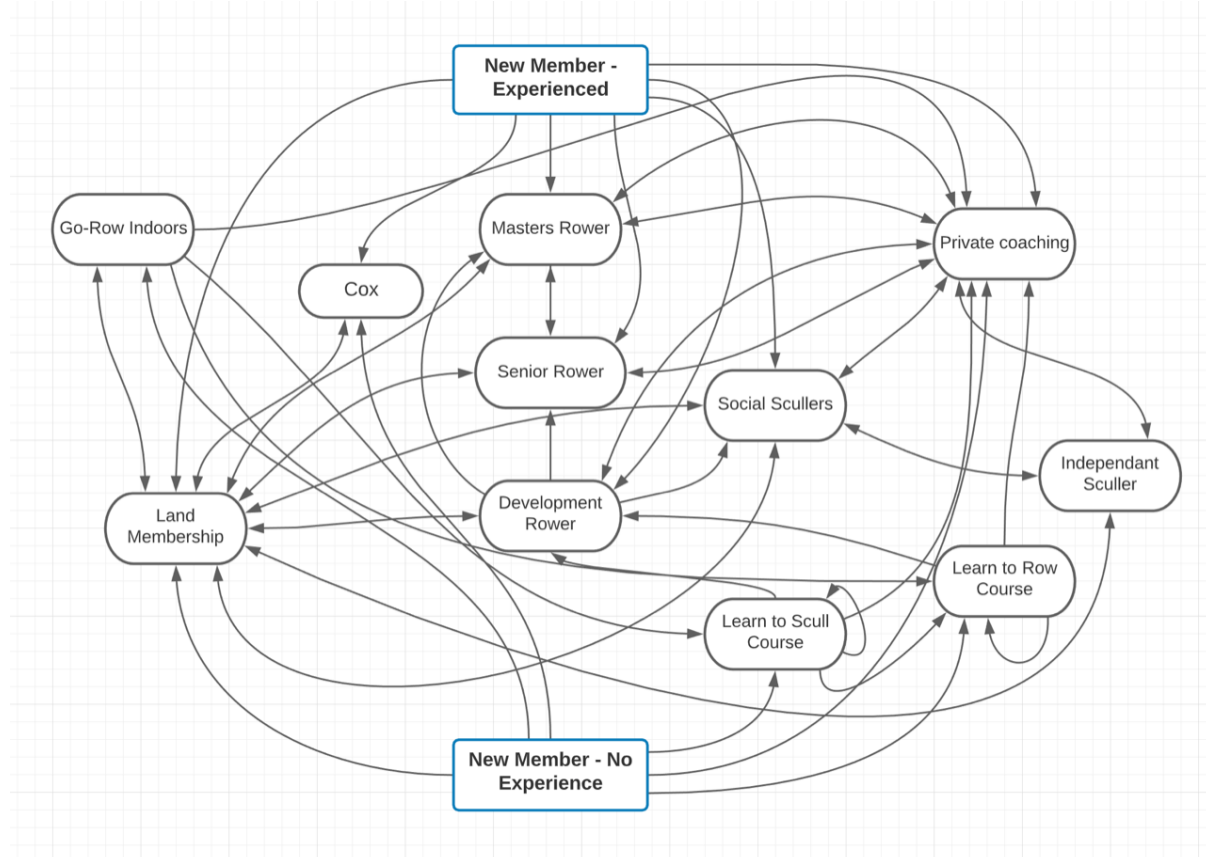 New Member -
Experienced
Go-Row Indoors
Masters Rower
Private coaching
Cox
Senior Rower
Social Scullers
Independant
Sculler
Land
Membership
Development
Rower
Learn to Row
Course
Learn to Scull
Course
New Member - No
Experience